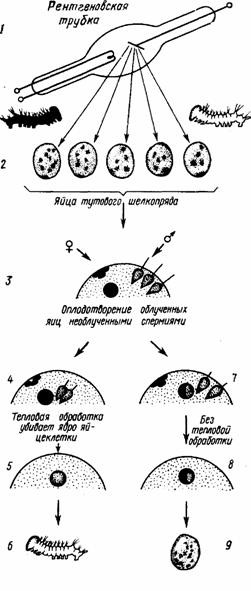 Рентгеновская
трубка
1
2
Яйца тутового шелкопряда
♀ ♂
3
Оплодотворение облученных
яиц необлученными спермиями
4
7
Тепловая обработка
убивает ядро яй-
цеклетки
Без
тепловой
обработки
5
8
6
9